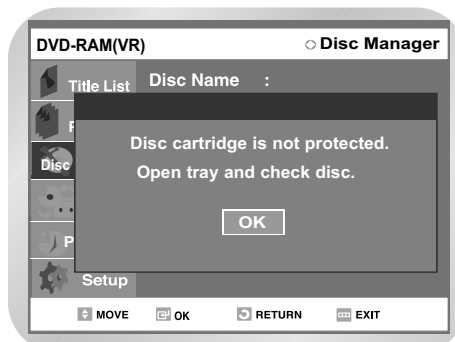 DVD-RAM(VR) Disc Manager
Title List Disc Name :
Disc cartridge is not protected.
Disc
Open tray and check disc.
OK
P
Setup
MOVE OK RETURN EXIT